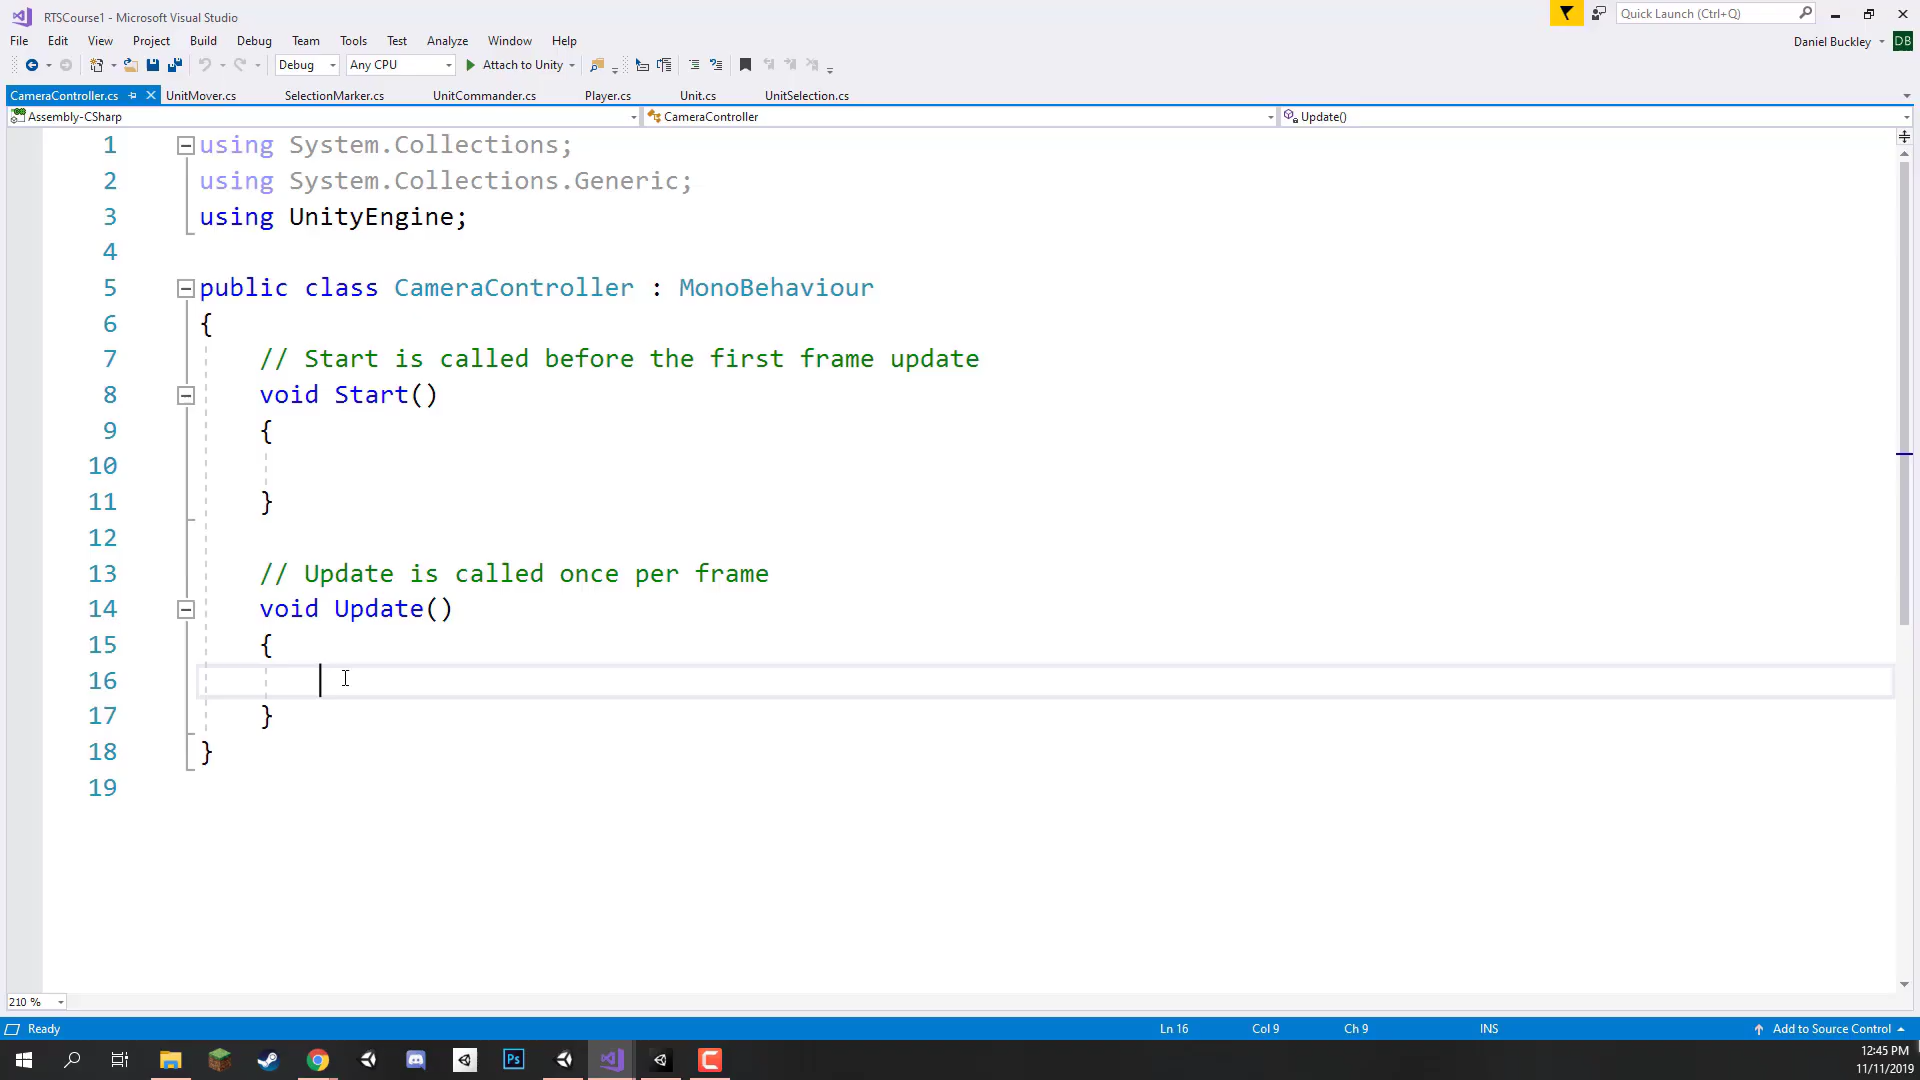 RTSCourse1 - Microsoft Visual Studio
Quick Launch (Ctrl+Q)
File Edit View Project Build Debug Team Tools Test Analyze Window Help
Daniel Buckley DB
Debug Any CPU Attach to Unity
CameraController.cs UnitMover.cs SelectionMarker.cs UnitCommander.cs Player.cs Unit.cs UnitSelection.cs
Assembly-CSharp CameraController Update()
1 using System.Collections;
2 using System.Collections.Generic;
3 using UnityEngine;
4
5 public class CameraController : MonoBehaviour
6 {
7 // Start is called before the first frame update
8 void Start()
9 {
10
11 }
12
13 // Update is called once per frame
14 void Update()
15 {
16
17 }
18 }
19
210 %
Ready Ln 16 Col 9 Ch 9 INS Add to Source Control
Ps
12:45 PM
11/11/2019